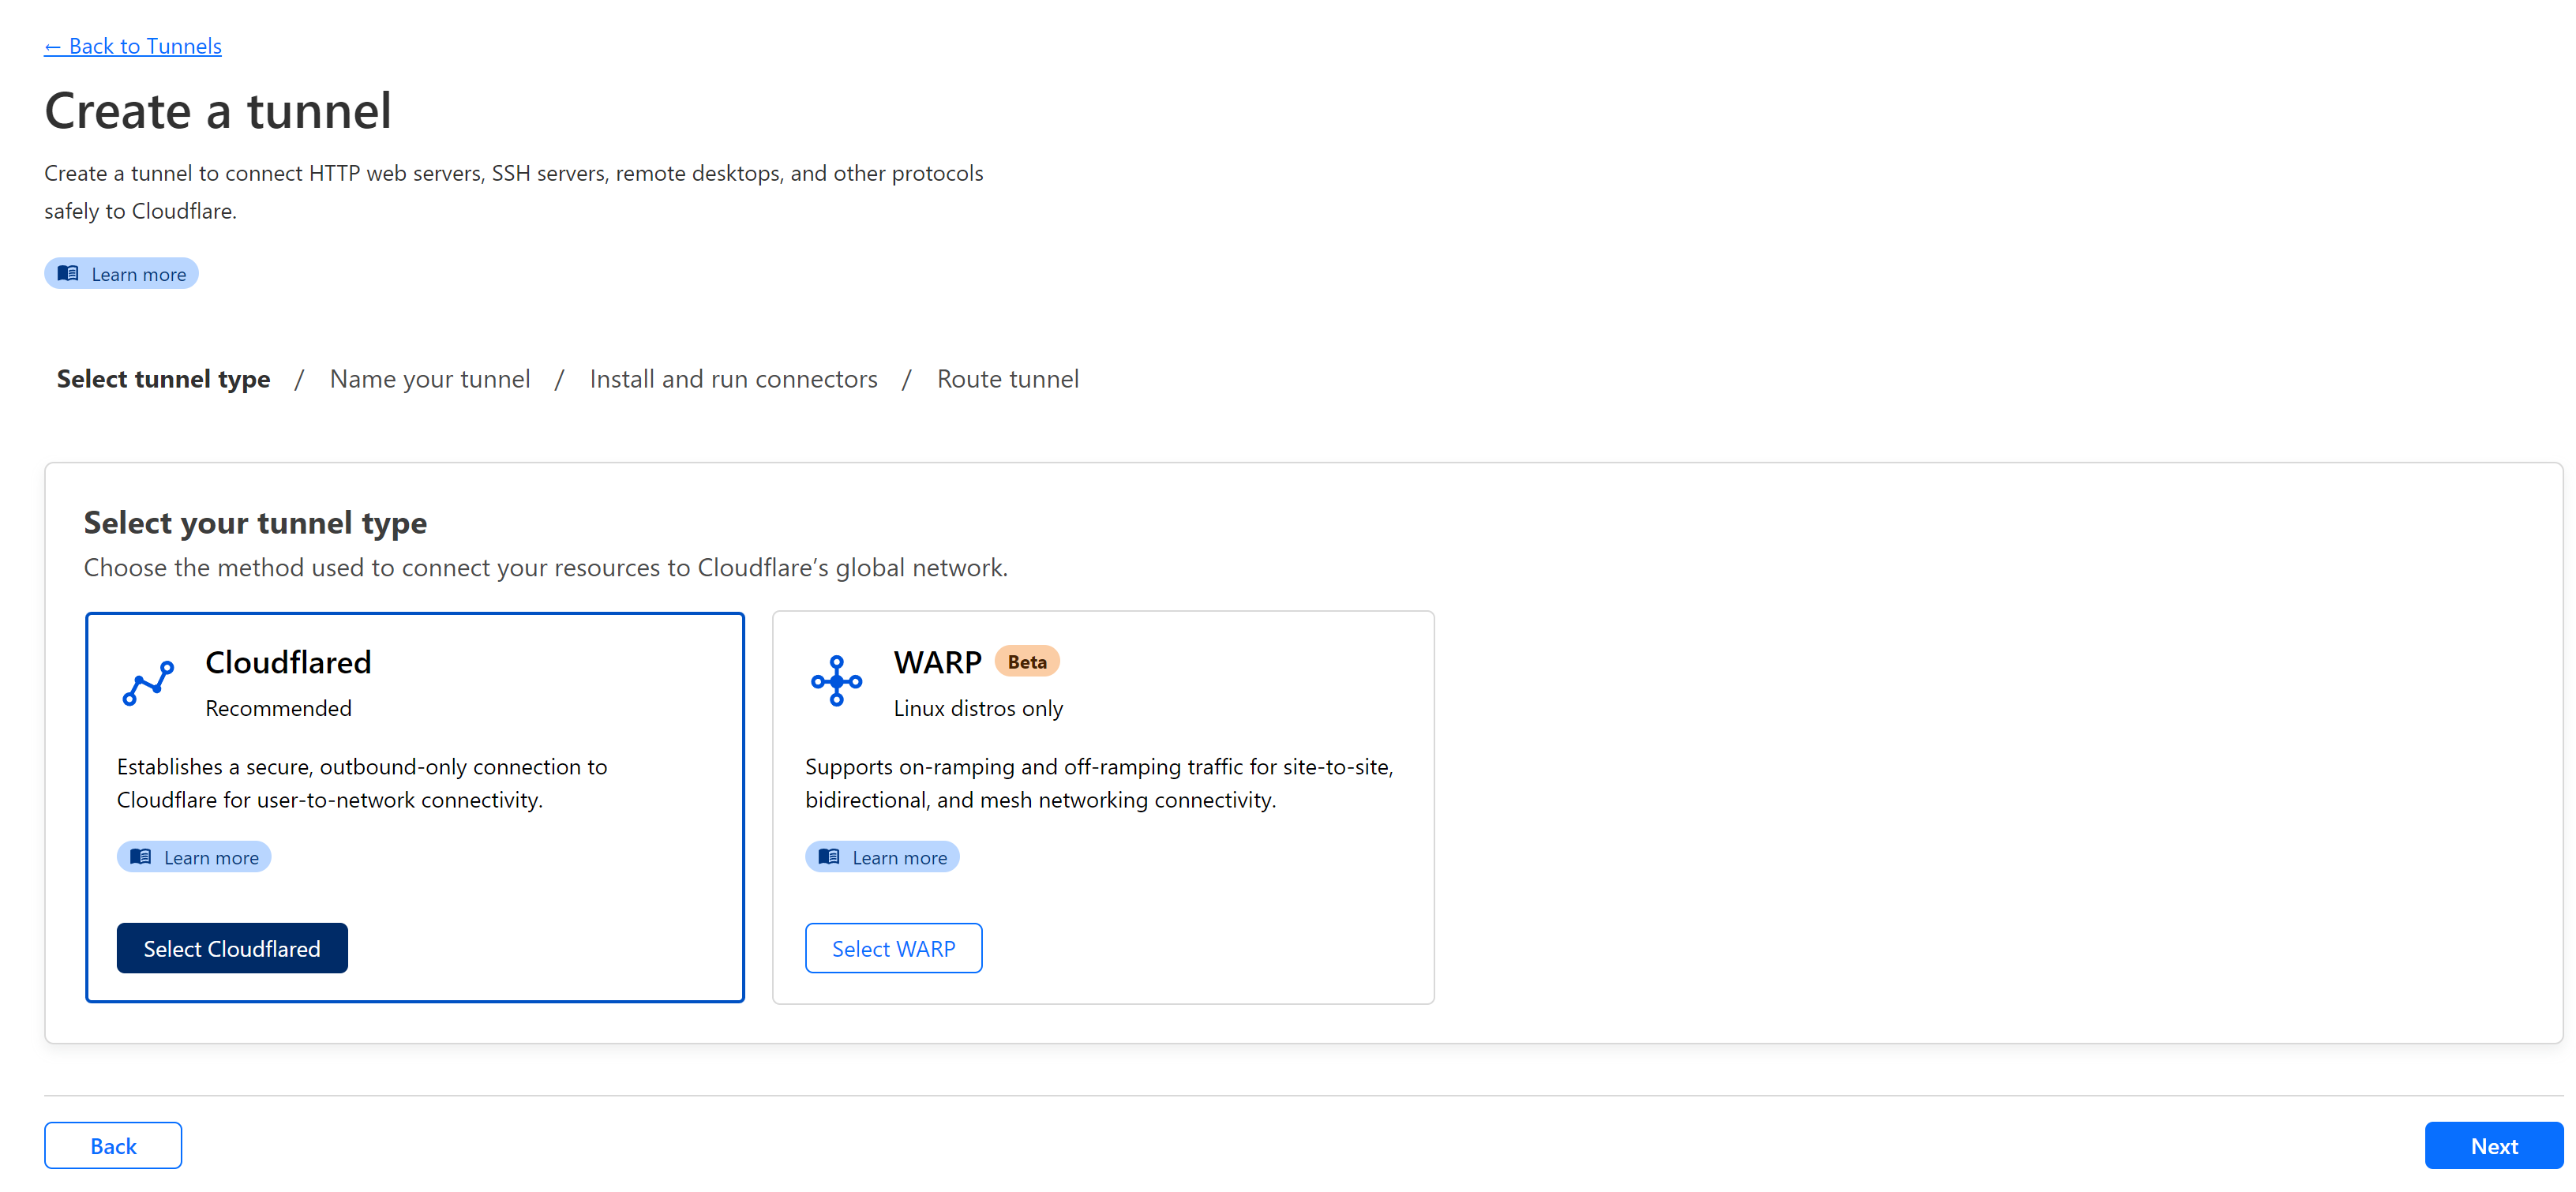 ← Back to Tunnels
Create a tunnel
Create a tunnel to connect HTTP web servers, SSH servers, remote desktops, and other protocols
safely to Cloudflare.
Learn more
Select tunnel type / Name your tunnel / Install and run connectors / Route tunnel
Select your tunnel type
Choose the method used to connect your resources to Cloudflare’s global network.
Cloudflared
Recommended
Establishes a secure, outbound-only connection to
Cloudflare for user-to-network connectivity.
Learn more
Select Cloudflared
WARP Beta
Linux distros only
Supports on-ramping and off-ramping traffic for site-to-site,
bidirectional, and mesh networking connectivity.
Learn more
Select WARP
Back
Next